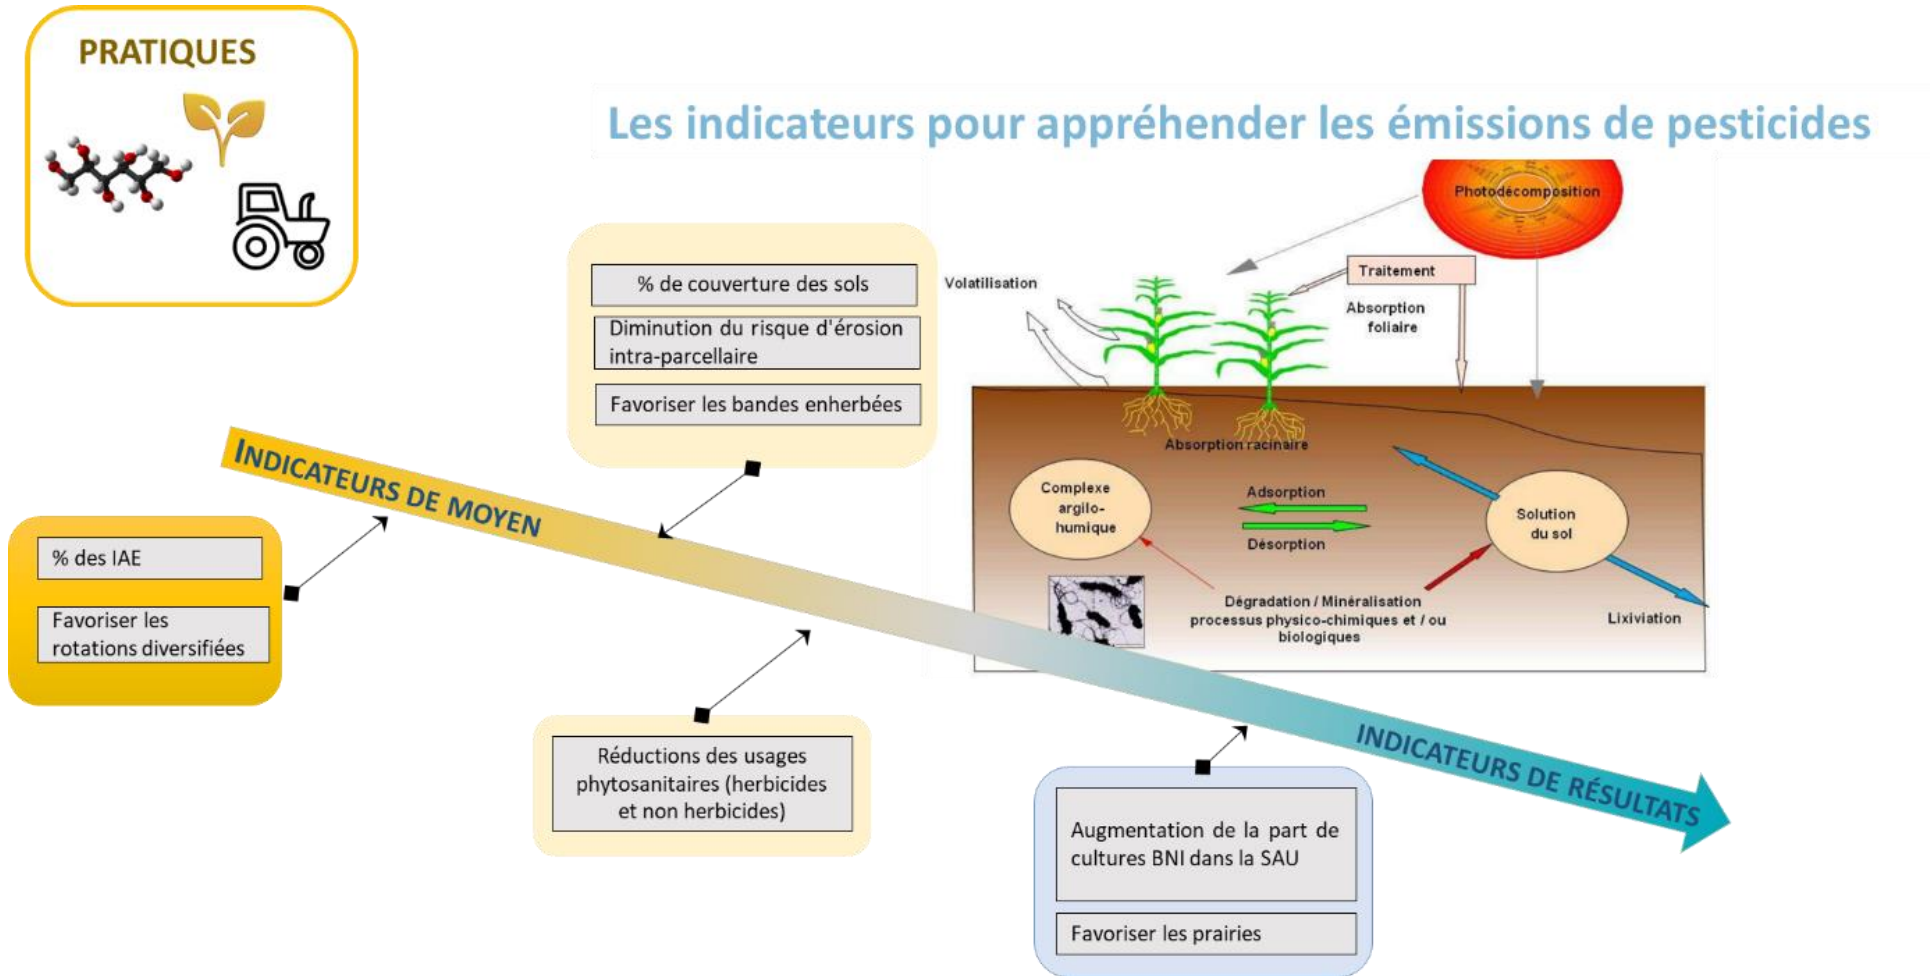 PRATIQUES
Les indicateurs pour appréhender les émissions de pesticides
% de couverture des sols
Diminution du risque d'érosion
intra-parcellaire
Favoriser les bandes enherbées
INDICATEURS DE MOYEN
% des IAE
Favoriser les
rotations diversifiées
Réductions des usages
phytosanitaires (herbicides
et non herbicides)
Photodécomposition
Traitement
Volatilisation
Absorption
foliaire
Absorption racinaire
Complexe
argilo-
humique
Adsorption
Désorption
Solution
du sol
Dégradation / Minéralisation
processus physico-chimiques et / ou
biologiques
Lixiviation
INDICATEURS DE RÉSULTATS
Augmentation de la part de
cultures BNI dans la SAU
Favoriser les prairies